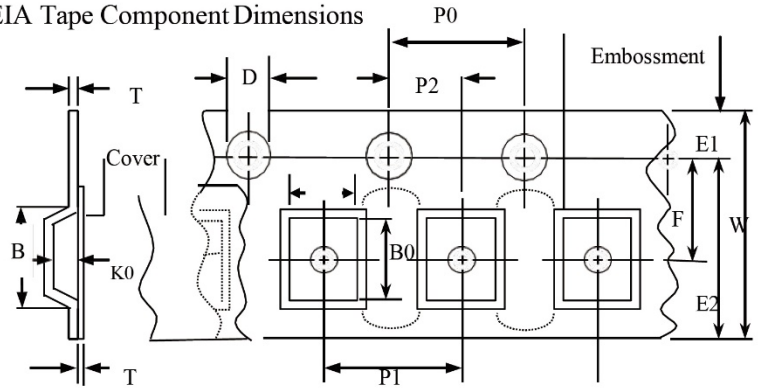 EIA Tape Component Dimensions
P0
Embossment
D
P2
T
E1
Cover
F
W
B
B0
K0
E2
T
P1